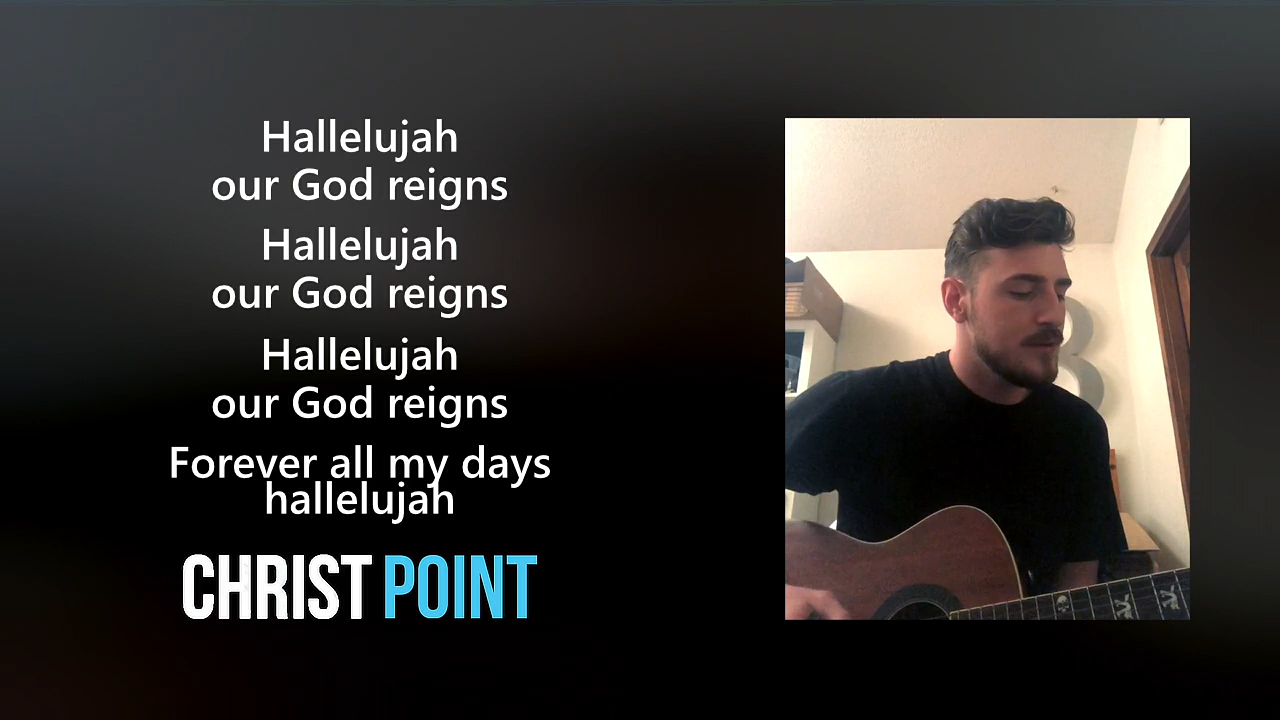 Hallelujah
our God reigns
Hallelujah
our God reigns
Hallelujah
our God reigns
Forever all my days
hallelujah
CHRIST POINT